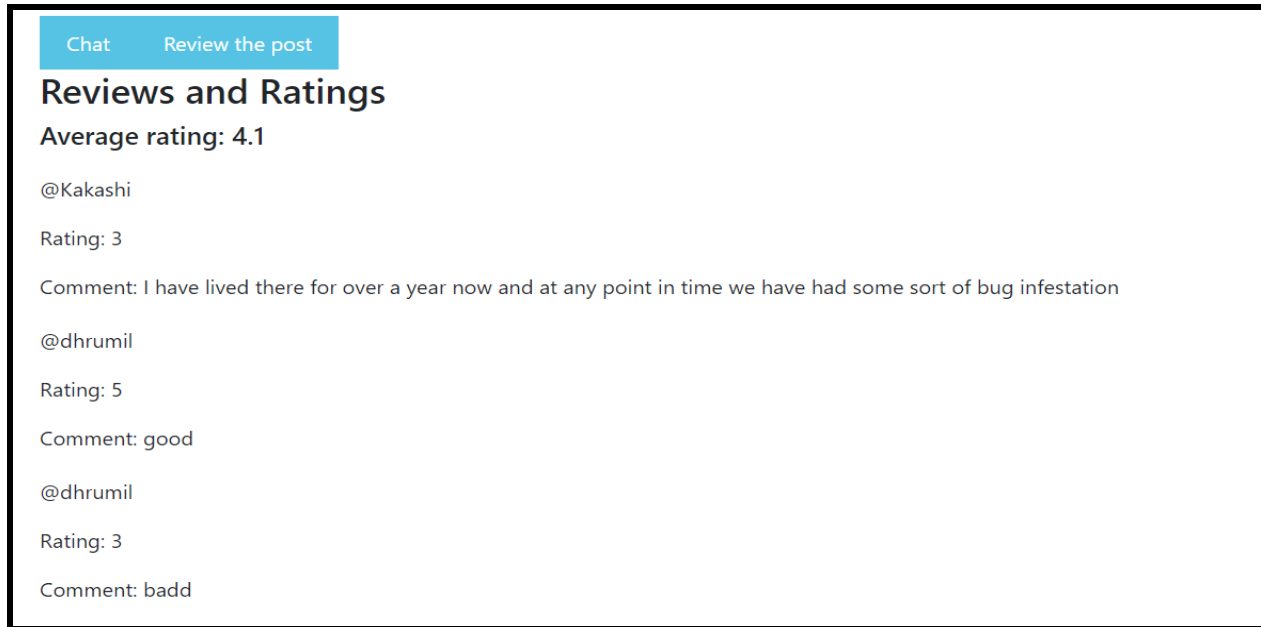 Chat Review the post
Reviews and Ratings
Average rating: 4.1
@Kakashi
Rating: 3
Comment: I have lived there for over a year now and at any point in time we have had some sort of bug infestation
@dhrumil
Rating: 5
Comment: good
@dhrumil
Rating: 3
Comment: badd